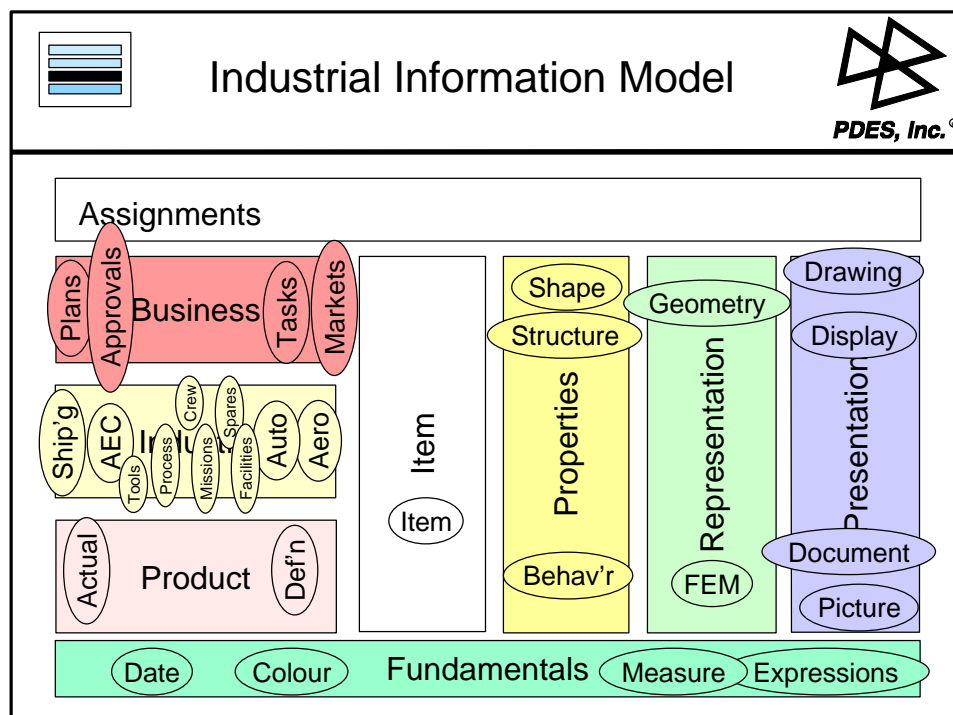 Industrial Information Model
PDES, Inc.®
Assignments
Plans
Approvals
Business
Tasks
Markets
Ship'g
AEC
Tools
Process
Crew
Missions
Spares
Facilities
Auto
Aero
Actual
Product
Def'n
Item
Item
Shape
Structure
Properties
Behav'r
Geometry
Representation
FEM
Drawing
Display
Presentation
Document
Picture
Date
Colour
Fundamentals
Measure
Expressions